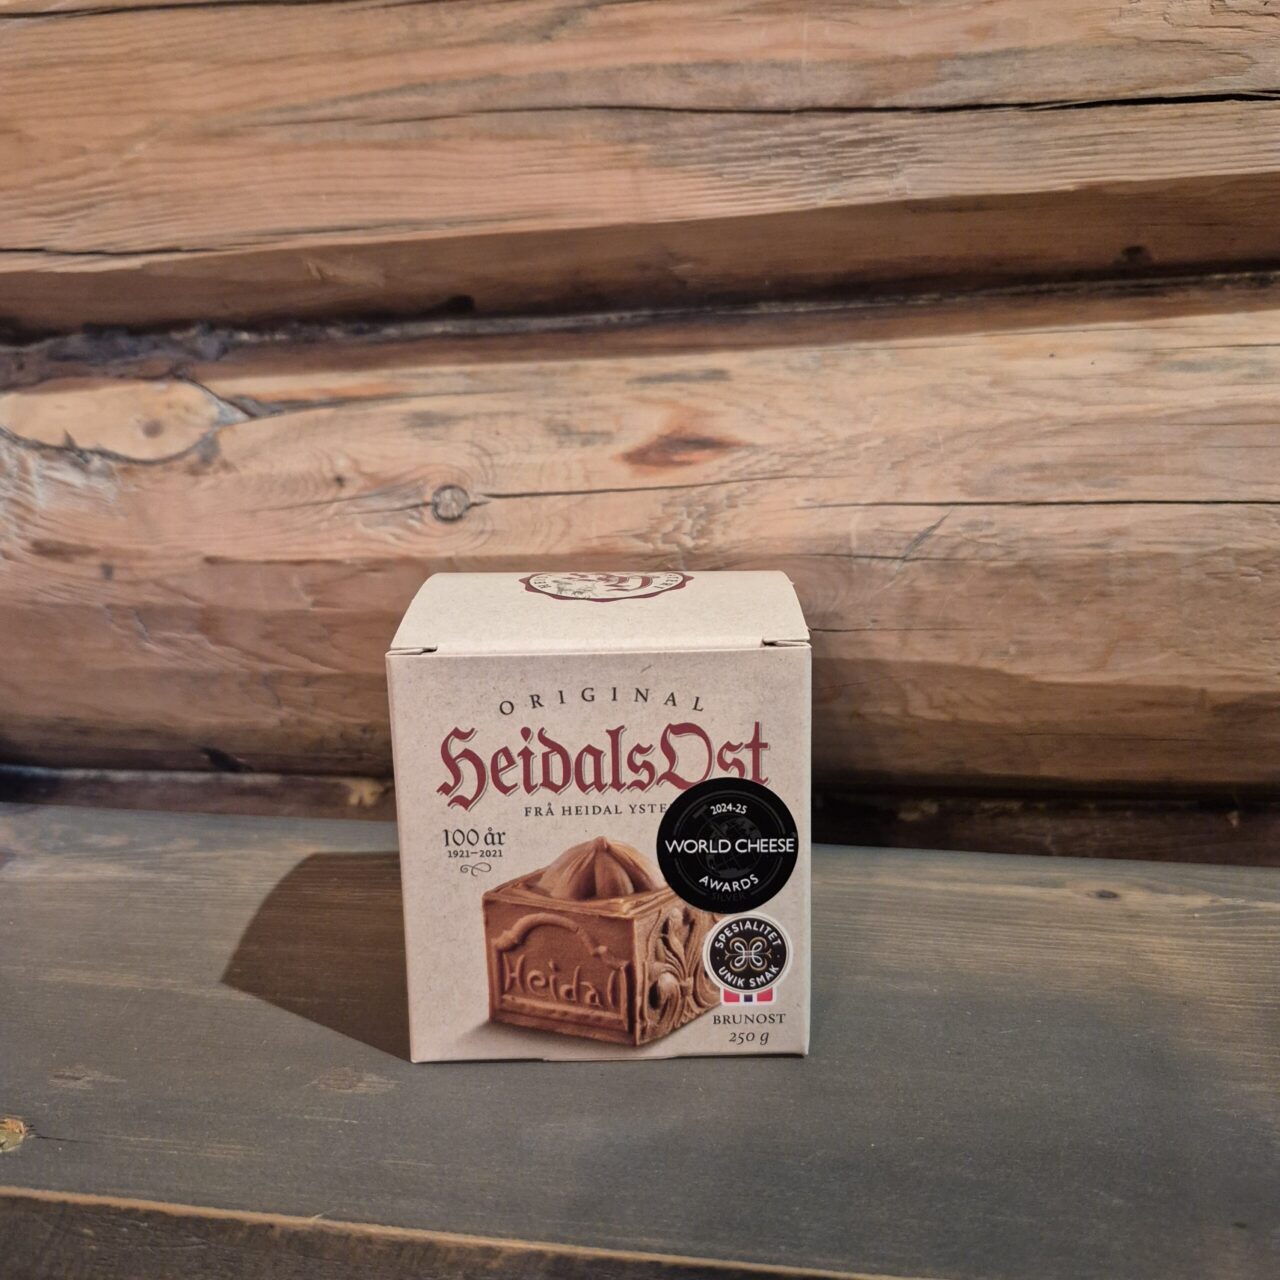 ORIGINAL
HeidalsOst
FRÅ HEIDAL
100 år
1921–2021
2024-25
WORLD CHEESE
AWARDS
SILVER
Heidal
SPESIALITET
UNIK SMAK
BRUNOST
250 g